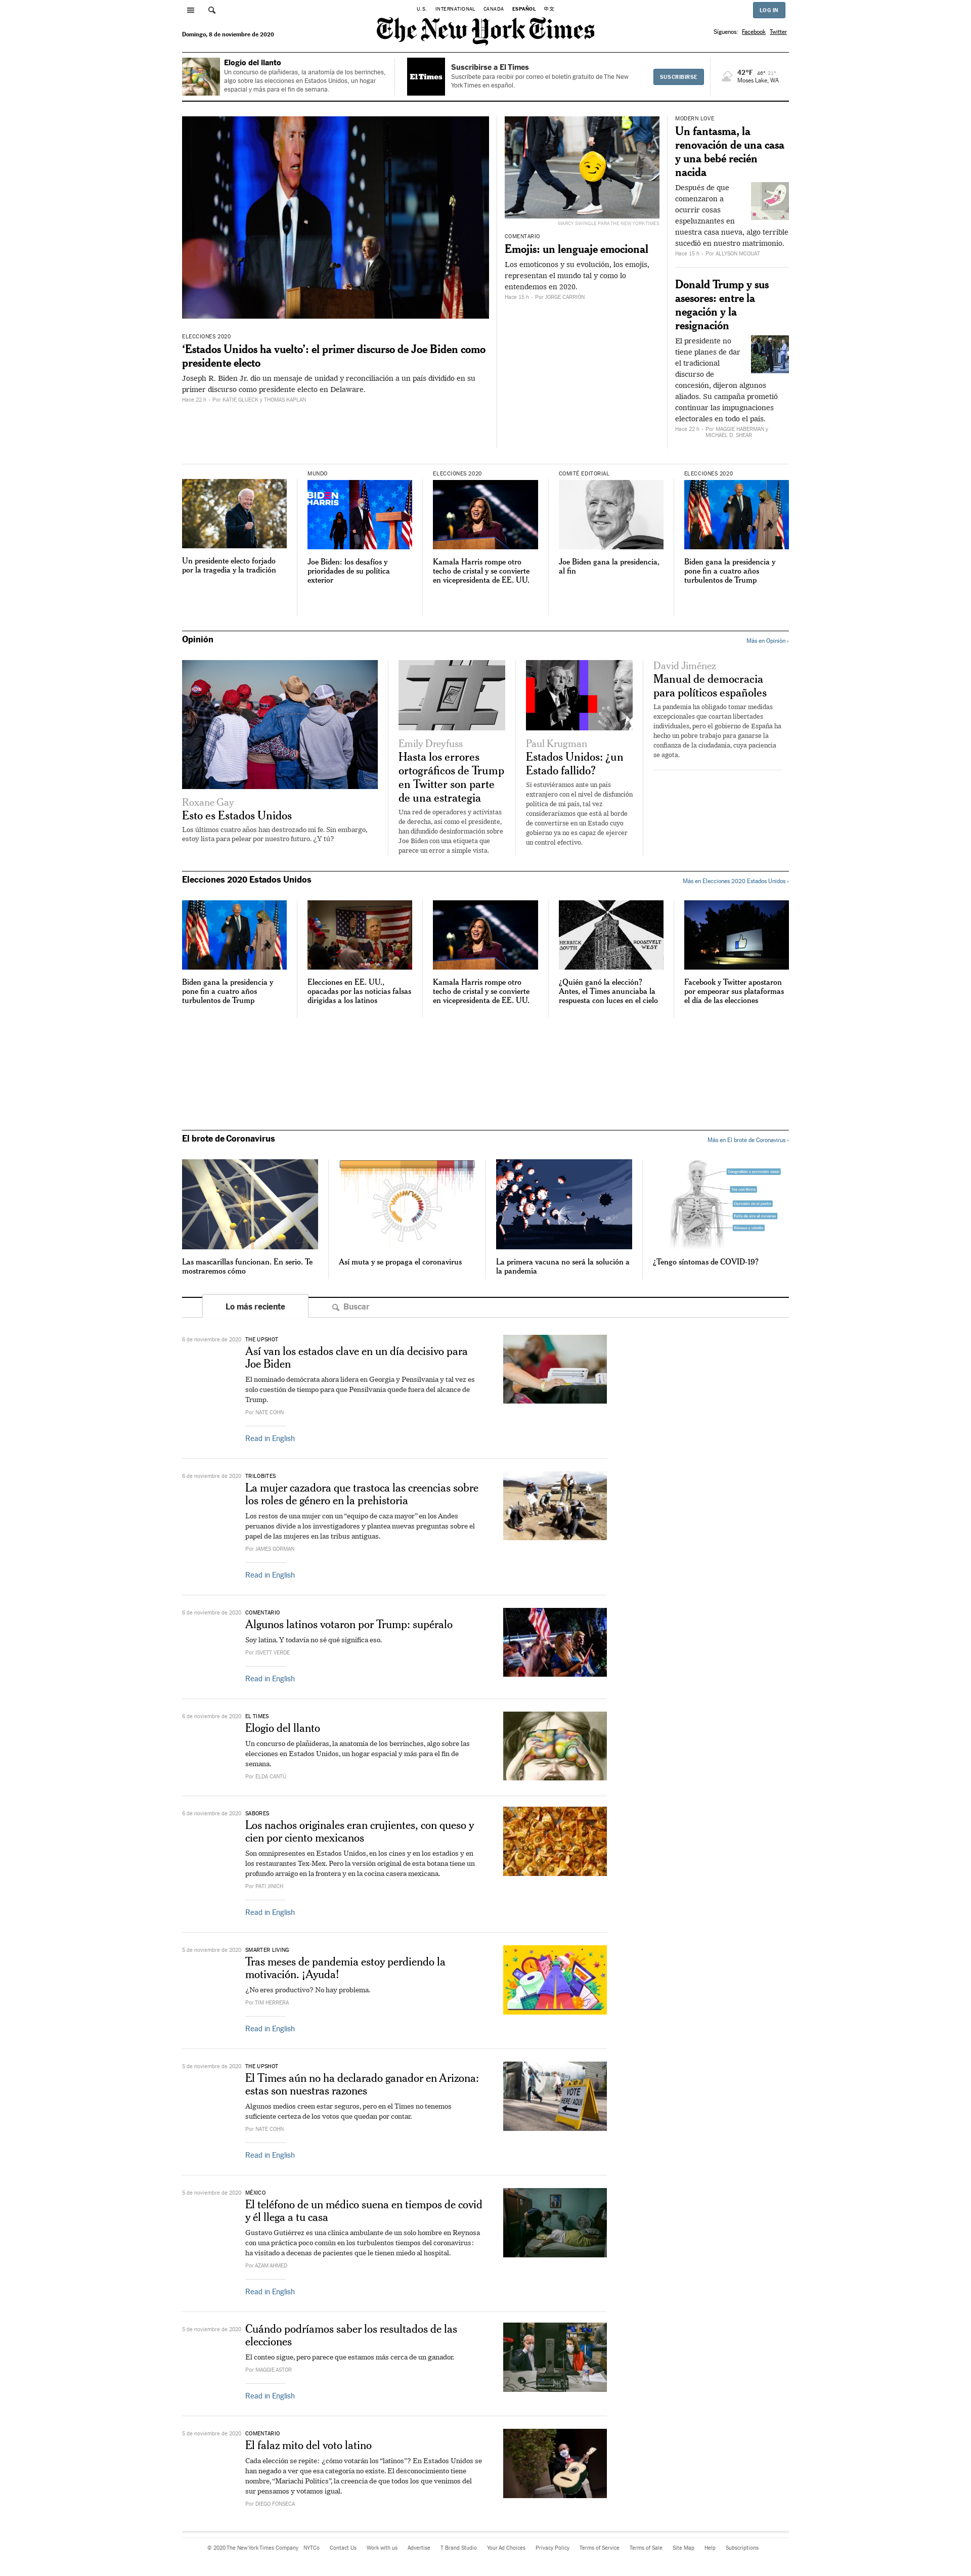 U.S. INTERNATIONAL CANADA ESPAÑOL 中文
LOG IN
The New York Times
Domingo, 8 de noviembre de 2020
Síguenos: Facebook Twitter
Elogio del llanto
Un concurso de plañideras, la anatomía de los berrinches,
algo sobre las elecciones en Estados Unidos, un hogar
espacial y más para el fin de semana.
El Times
Suscribirse a El Times
Suscríbete para recibir por correo el boletín gratuito de The New
York Times en español.
SUSCRIBIRSE
42°F 46° 21°
Moses Lake, WA
ELECCIONES 2020
‘Estados Unidos ha vuelto’: el primer discurso de Joe Biden como
presidente electo
Joseph R. Biden Jr. dio un mensaje de unidad y reconciliación a un país dividido en su
primer discurso como presidente electo en Delaware.
Hace 22 h - Por KATIE GLUECK y THOMAS KAPLAN
MARCY SWINGLE PARA THE NEW YORK TIMES
COMENTARIO
Emojis: un lenguaje emocional
Los emoticonos y su evolución, los emojis,
representan el mundo tal y como lo
entendemos en 2020.
Hace 15 h - Por JORGE CARRIÓN
MODERN LOVE
Un fantasma, la
renovación de una casa
y una bebé recién
nacida
Después de que
comenzaron a
ocurrir cosas
espeluznantes en
nuestra casa nueva, algo terrible
sucedió en nuestro matrimonio.
Hace 15 h - Por ALLYSON MCOUAT
Donald Trump y sus
asesores: entre la
negación y la
resignación
El presidente no
tiene planes de dar
el tradicional
discurso de
concesión, dijeron algunos
aliados. Su campaña prometió
continuar las impugnaciones
electorales en todo el país.
Hace 22 h - Por MAGGIE HABERMAN y
MICHAEL D. SHEAR
Un presidente electo forjado
por la tragedia y la tradición
MUNDO
BIDEN
HARRIS
Joe Biden: los desafíos y
prioridades de su política
exterior
ELECCIONES 2020
Kamala Harris rompe otro
techo de cristal y se convierte
en vicepresidenta de EE. UU.
COMITÉ EDITORIAL
Joe Biden gana la presidencia,
al fin
ELECCIONES 2020
Biden gana la presidencia y
pone fin a cuatro años
turbulentos de Trump
Opinión
Más en Opinión ›
Roxane Gay
Esto es Estados Unidos
Los últimos cuatro años han destrozado mi fe. Sin embargo,
estoy lista para pelear por nuestro futuro. ¿Y tú?
Emily Dreyfuss
Hasta los errores
ortográficos de Trump
en Twitter son parte
de una estrategia
Una red de operadores y activistas
de derecha, así como el presidente,
han difundido desinformación sobre
Joe Biden con una etiqueta que
parece un error a simple vista.
Paul Krugman
Estados Unidos: ¿un
Estado fallido?
Si estuviéramos ante un país
extranjero con el nivel de disfunción
política de mi país, tal vez
consideraríamos que está al borde
de convertirse en un Estado cuyo
gobierno ya no es capaz de ejercer
un control efectivo.
David Jiménez
Manual de democracia
para políticos españoles
La pandemia ha obligado tomar medidas
excepcionales que coartan libertades
individuales, pero el gobierno de España ha
hecho un pobre trabajo para ganarse la
confianza de la ciudadanía, cuya paciencia
se agota.
Elecciones 2020 Estados Unidos
Más en Elecciones 2020 Estados Unidos ›
Biden gana la presidencia y
pone fin a cuatro años
turbulentos de Trump
Elecciones en EE. UU.,
opacadas por las noticias falsas
dirigidas a los latinos
Kamala Harris rompe otro
techo de cristal y se convierte
en vicepresidenta de EE. UU.
HERRICK
SOUTH
ROOSEVELT
WEST
¿Quién ganó la elección?
Antes, el Times anunciaba la
respuesta con luces en el cielo
Facebook y Twitter apostaron
por empeorar sus plataformas
el día de las elecciones
El brote de Coronavirus
Más en El brote de Coronavirus ›
Las mascarillas funcionan. En serio. Te
mostraremos cómo
Así muta y se propaga el coronavirus
La primera vacuna no será la solución a
la pandemia
¿Tengo síntomas de COVID-19?
Lo más reciente
Buscar
6 de noviembre de 2020 THE UPSHOT
Así van los estados clave en un día decisivo para
Joe Biden
El nominado demócrata ahora lidera en Georgia y Pensilvania y tal vez es
solo cuestión de tiempo para que Pensilvania quede fuera del alcance de
Trump.
Por NATE COHN
Read in English
6 de noviembre de 2020 TRILOBITES
La mujer cazadora que trastoca las creencias sobre
los roles de género en la prehistoria
Los restos de una mujer con un “equipo de caza mayor” en los Andes
peruanos divide a los investigadores y plantea nuevas preguntas sobre el
papel de las mujeres en las tribus antiguas.
Por JAMES GORMAN
Read in English
6 de noviembre de 2020 COMENTARIO
Algunos latinos votaron por Trump: supéralo
Soy latina. Y todavía no sé qué significa eso.
Por ISVETT VERDE
Read in English
6 de noviembre de 2020 EL TIMES
Elogio del llanto
Un concurso de plañideras, la anatomía de los berrinches, algo sobre las
elecciones en Estados Unidos, un hogar espacial y más para el fin de
semana.
Por ELDA CANTÚ
6 de noviembre de 2020 SABORES
Los nachos originales eran crujientes, con queso y
cien por ciento mexicanos
Son omnipresentes en Estados Unidos, en los cines y en los estadios y en
los restaurantes Tex-Mex. Pero la versión original de esta botana tiene un
profundo arraigo en la frontera y en la cocina casera mexicana.
Por PATI JINICH
Read in English
5 de noviembre de 2020 SMARTER LIVING
Tras meses de pandemia estoy perdiendo la
motivación. ¡Ayuda!
¿No eres productivo? No hay problema.
Por TIM HERRERA
Read in English
5 de noviembre de 2020 THE UPSHOT
El Times aún no ha declarado ganador en Arizona:
estas son nuestras razones
Algunos medios creen estar seguros, pero en el Times no tenemos
suficiente certeza de los votos que quedan por contar.
Por NATE COHN
VOTE
HERE / AQUI
Read in English
5 de noviembre de 2020 MÉXICO
El teléfono de un médico suena en tiempos de covid
y él llega a tu casa
Gustavo Gutiérrez es una clínica ambulante de un solo hombre en Reynosa
con una práctica poco común en los turbulentos tiempos del coronavirus:
ha visitado a decenas de pacientes que le tienen miedo al hospital.
Por AZAM AHMED
Read in English
5 de noviembre de 2020
Cuándo podríamos saber los resultados de las
elecciones
El conteo sigue, pero parece que estamos más cerca de un ganador.
Por MAGGIE ASTOR
Read in English
5 de noviembre de 2020 COMENTARIO
El falaz mito del voto latino
Cada elección se repite: ¿cómo votarán los “latinos”? En Estados Unidos se
han negado a ver que esa categoría no existe. El desconocimiento tiene
nombre, “Mariachi Politics”, la creencia de que todos los que venimos del
sur pensamos y votamos igual.
Por DIEGO FONSECA
© 2020 The New York Times Company NYTCo Contact Us Work with us Advertise T Brand Studio Your Ad Choices Privacy Policy Terms of Service Terms of Sale Site Map Help Subscriptions